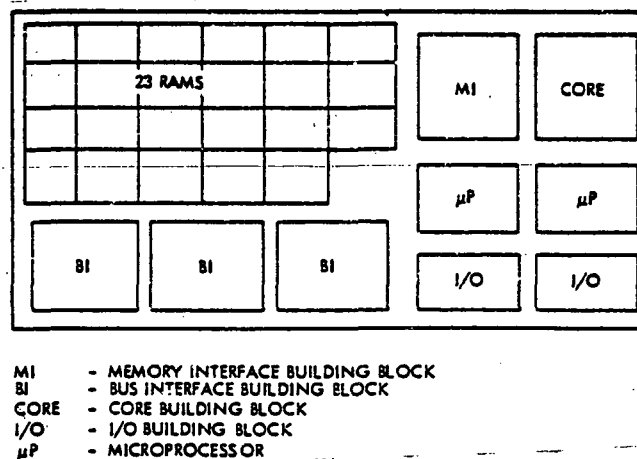 23 RAMS
MI
CORE
μP
μP
BI
BI
BI
I/O
I/O
MI - MEMORY INTERFACE BUILDING BLOCK
BI - BUS INTERFACE BUILDING BLOCK
CORE - CORE BUILDING BLOCK
I/O - I/O BUILDING BLOCK
μP - MICROPROCESSOR